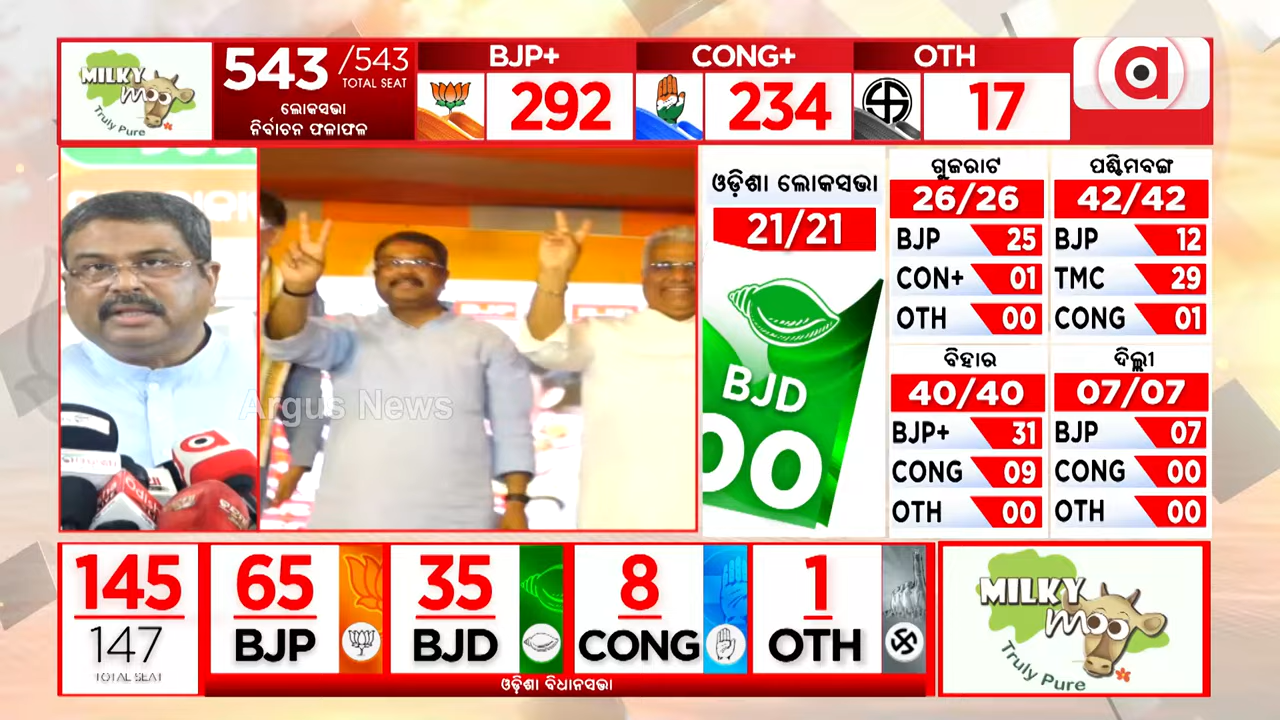 MILKY
moo
Truly Pure
543 /543
TOTAL SEAT
ଲୋକସଭା
ନିର୍ବାଚନ ଫଳାଫଳ
BJP+
292
CONG+
234
OTH
17
a
ଓଡ଼ିଶା ଲୋକସଭା
21/21
BJD
00
ଗୁଜରାଟ
26/26
BJP 25
CON+ 01
OTH 00
ପଶ୍ଚିମବଙ୍ଗ
42/42
BJP 12
TMC 29
CONG 01
ବିହାର
40/40
BJP+ 31
CONG 09
OTH 00
ଦିଲ୍ଲୀ
07/07
BJP 07
CONG 00
OTH 00
BJP
Argus News
145
147
TOTAL SEAT
65
BJP
35
BJD
8
CONG
1
OTH
ଓଡ଼ିଶା ବିଧାନସଭା
MILKY
moo
Truly Pure